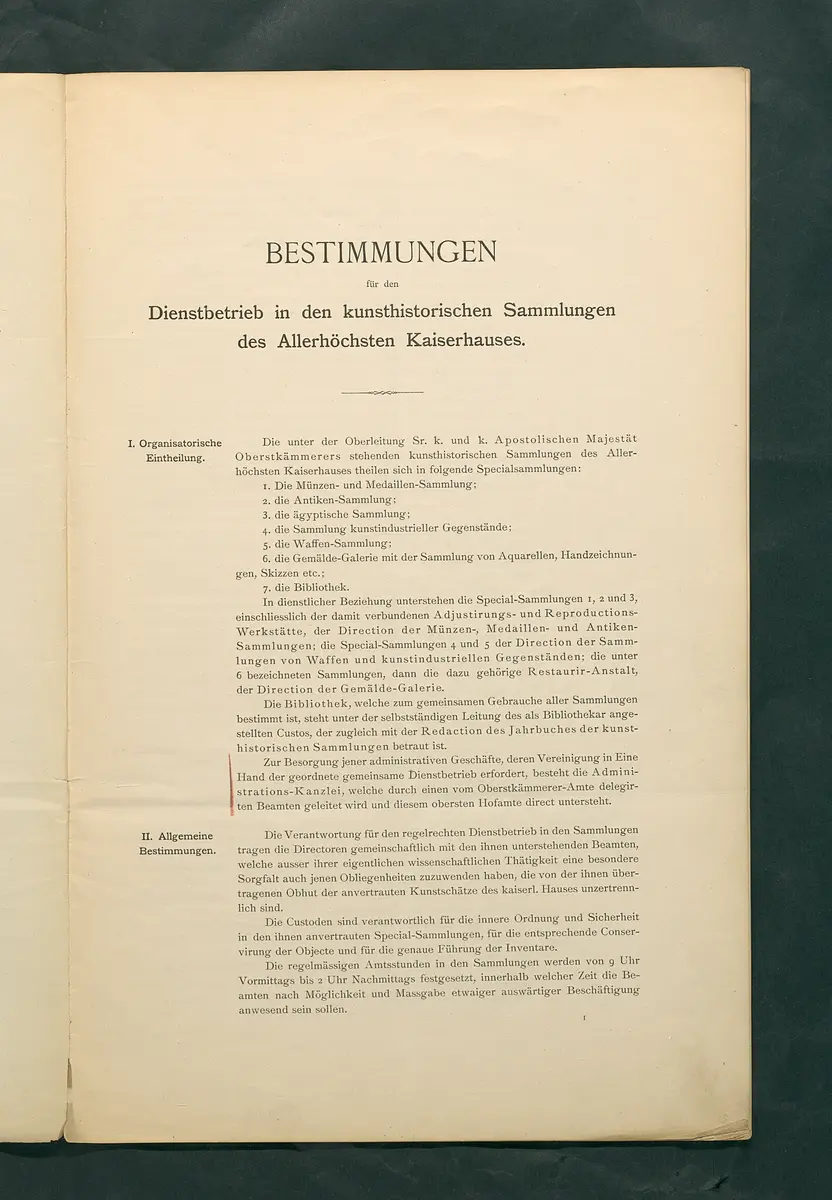 BESTIMMUNGEN
für den
Dienstbetrieb in den kunsthistorischen Sammlungen
des Allerhöchsten Kaiserhauses.
I. Organisatorische
Eintheilung.
Die unter der Oberleitung Sr. k. und k. Apostolischen Majestät
Oberstkämmerers stehenden kunsthistorischen Sammlungen des Aller-
höchsten Kaiserhauses theilen sich in folgende Specialsammlungen:
1. Die Münzen- und Medaillen-Sammlung;
2. die Antiken-Sammlung;
3. die ägyptische Sammlung;
4. die Sammlung kunstindustrieller Gegenstände;
5. die Waffen-Sammlung;
6. die Gemälde-Galerie mit der Sammlung von Aquarellen, Handzeichnun-
gen, Skizzen etc.;
7. die Bibliothek.
In dienstlicher Beziehung unterstehen die Special-Sammlungen 1, 2 und 3,
einschliesslich der damit verbundenen Adjustirungs- und Reproductions-
Werkstätte, der Direction der Münzen-, Medaillen- und Antiken-
Sammlungen; die Special-Sammlungen 4 und 5 der Direction der Samm-
lungen von Waffen und kunstindustriellen Gegenständen; die unter
6 bezeichneten Sammlungen, dann die dazu gehörige Restaurir-Anstalt,
der Direction der Gemälde-Galerie.
Die Bibliothek, welche zum gemeinsamen Gebrauche aller Sammlungen
bestimmt ist, steht unter der selbstständigen Leitung des als Bibliothekar ange-
stellten Custos, der zugleich mit der Redaction des Jahrbuches der kunst-
historischen Sammlungen betraut ist.
Zur Besorgung jener administrativen Geschäfte, deren Vereinigung in Eine
Hand der geordnete gemeinsame Dienstbetrieb erfordert, besteht die Admini-
strations-Kanzlei, welche durch einen vom Oberstkämmerer-Amte delegir-
ten Beamten geleitet wird und diesem obersten Hofamte direct untersteht.
II. Allgemeine
Bestimmungen.
Die Verantwortung für den regelrechten Dienstbetrieb in den Sammlungen
tragen die Directoren gemeinschaftlich mit den ihnen unterstehenden Beamten,
welche ausser ihrer eigentlichen wissenschaftlichen Thätigkeit eine besondere
Sorgfalt auch jenen Obliegenheiten zuzuwenden haben, die von der ihnen über-
tragenen Obhut der anvertrauten Kunstschätze des kaiserl. Hauses unzertrenn-
lich sind.
Die Custoden sind verantwortlich für die innere Ordnung und Sicherheit
in den ihnen anvertrauten Special-Sammlungen, für die entsprechende Conser-
virung der Objecte und für die genaue Führung der Inventare.
Die regelmässigen Amtsstunden in den Sammlungen werden von 9 Uhr
Vormittags bis 2 Uhr Nachmittags festgesetzt, innerhalb welcher Zeit die Be-
amten nach Möglichkeit und Massgabe etwaiger auswärtiger Beschäftigung
anwesend sein sollen.
1